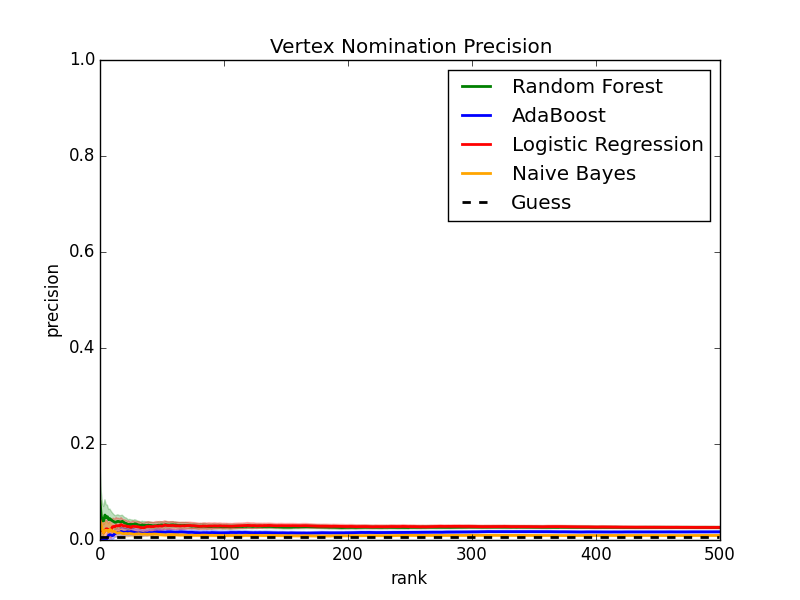 Vertex Nomination Precision
1.0
0.8
0.6
0.4
0.2
0.0
precision
Random Forest
AdaBoost
Logistic Regression
Naive Bayes
Guess
0 100 200 300 400 500
rank